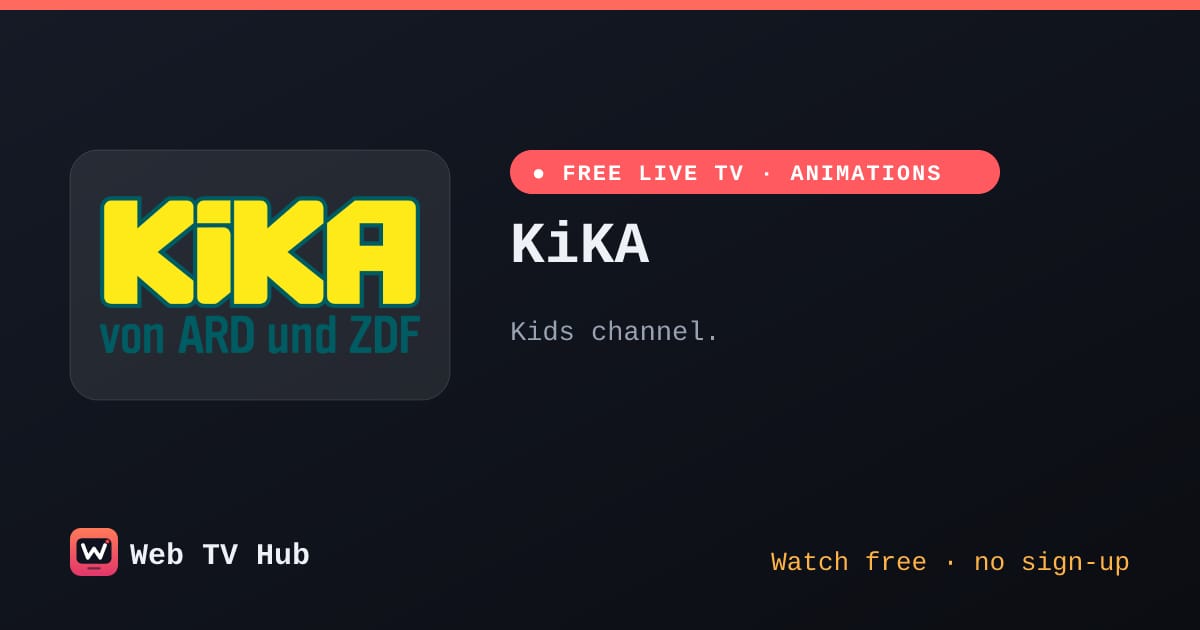 KiKA
von ARD und ZDF
● FREE LIVE TV · ANIMATIONS
KiKA
Kids channel.
W
Web TV Hub
Watch free · no sign-up